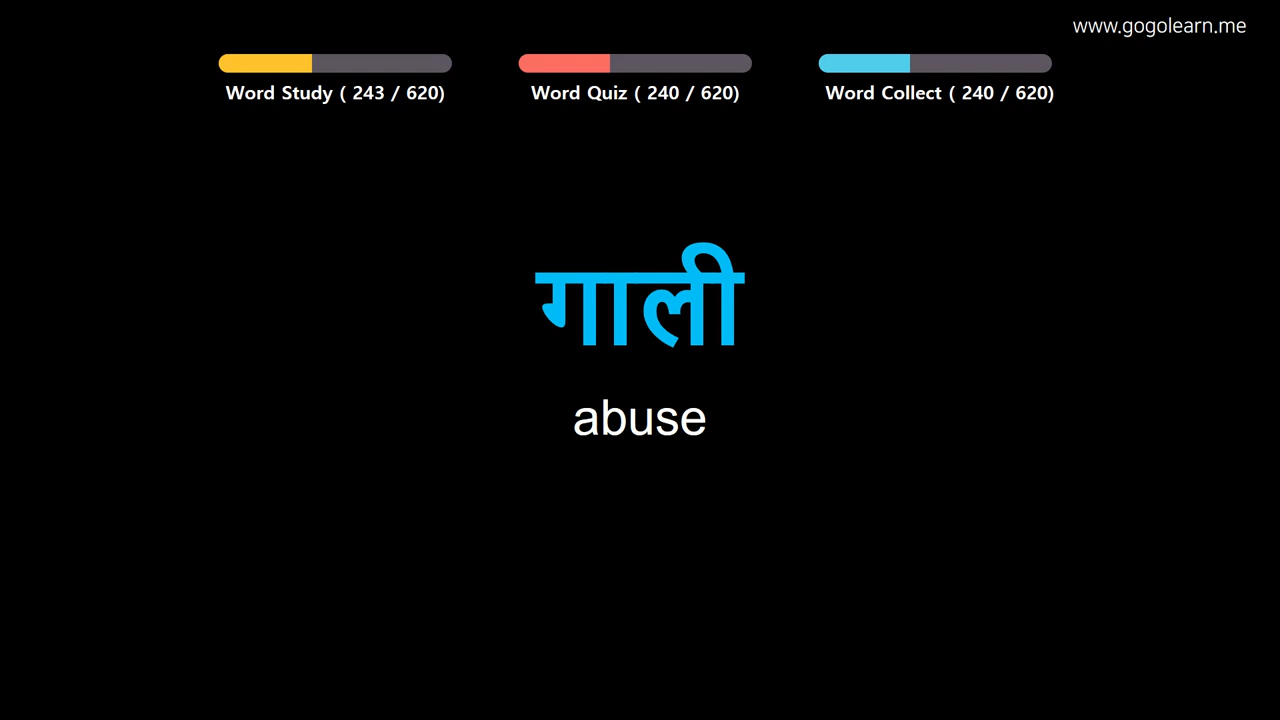 www.gogolearn.me
Word Study ( 243 / 620)
Word Quiz ( 240 / 620)
Word Collect ( 240 / 620)
गाली
abuse